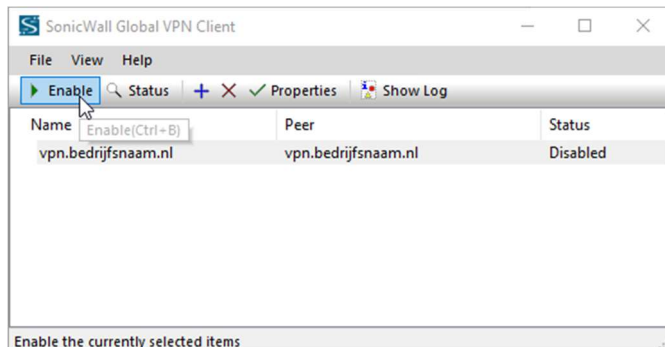 SonicWall Global VPN Client
File View Help
Enable Status Properties Show Log
Name Peer Status
Enable(Ctrl+B)
vpn.bedrijfsnaam.nl vpn.bedrijfsnaam.nl Disabled
Enable the currently selected items